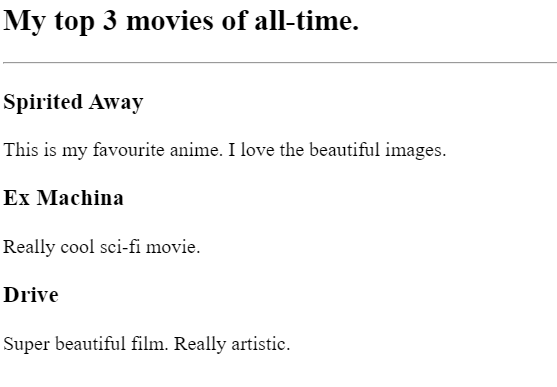 My top 3 movies of all-time.
Spirited Away
This is my favourite anime. I love the beautiful images.
Ex Machina
Really cool sci-fi movie.
Drive
Super beautiful film. Really artistic.